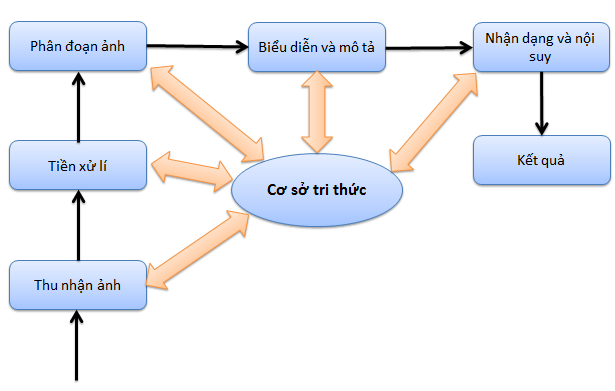 Phân đoạn ảnh
Biểu diễn và mô tả
Nhận dạng và nội
suy
Tiền xử lí
Cơ sở tri thức
Kết quả
Thu nhận ảnh